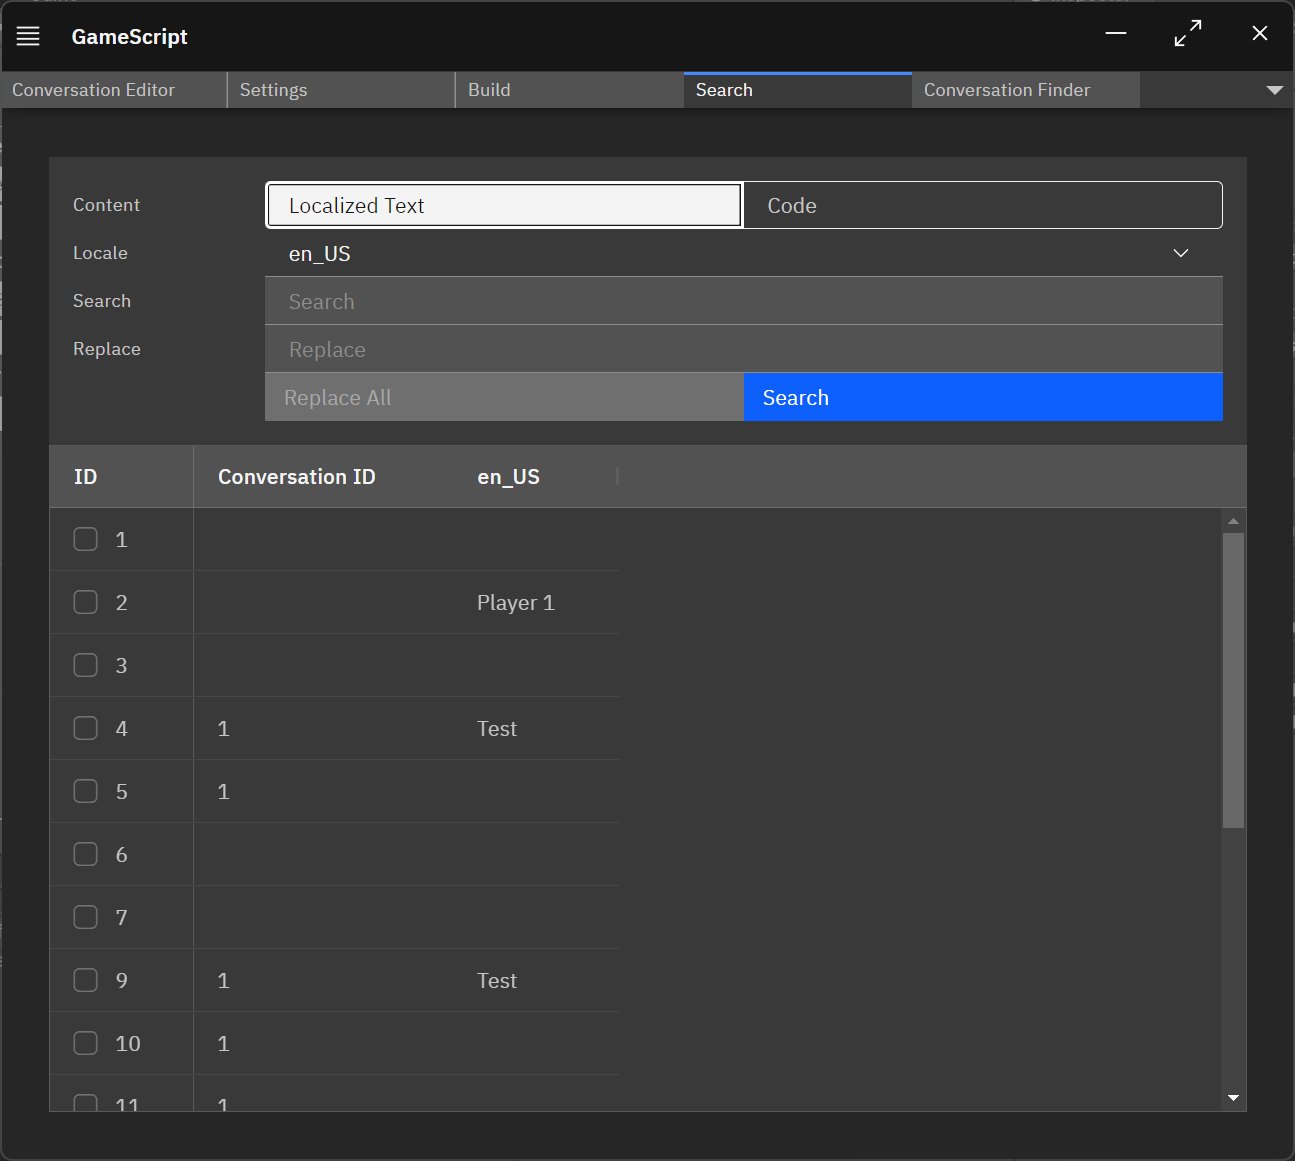 GameScript
Conversation Editor Settings Build Search Conversation Finder
Content Localized Text Code
Locale en_US
Search Search
Replace Replace
Replace All Search
ID Conversation ID en_US
1
2 Player 1
3
4 1 Test
5 1
6
7
9 1 Test
10 1
11 1